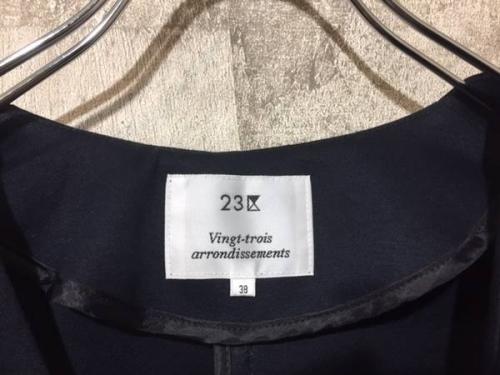 23区
Vingt-trois
arrondissements
38